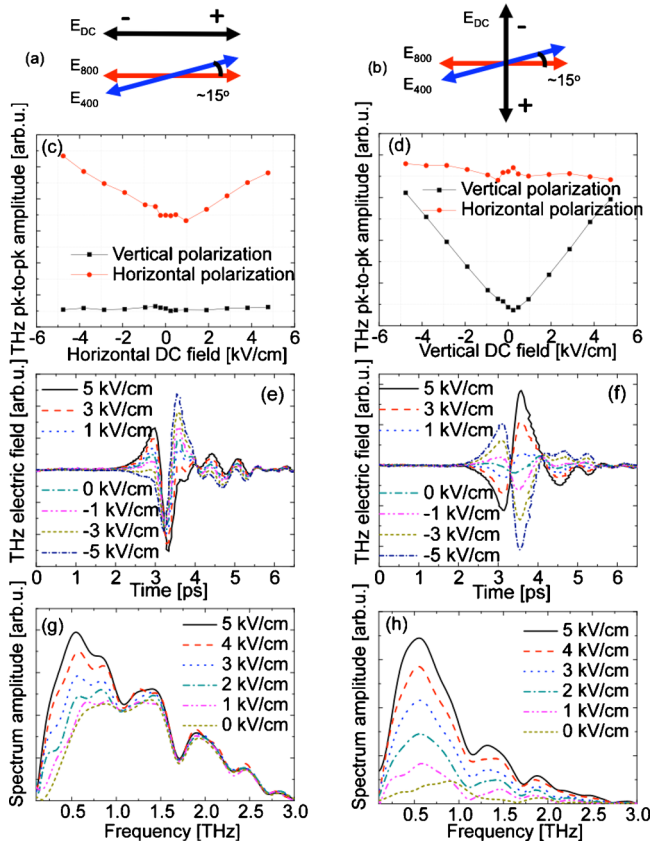 E_DC - +
(a) E_800
E_400 ~15º
E_DC -
(b) E_800
E_400 ~15º
+
THz pk-to-pk amplitude [arb.u.]
(c)
Vertical polarization
Horizontal polarization
-6 -4 -2 0 2 4 6
Horizontal DC field [kV/cm]
THz pk-to-pk amplitude [arb.u.]
(d)
Vertical polarization
Horizontal polarization
-6 -4 -2 0 2 4 6
Vertical DC field [kV/cm]
THz electric field [arb.u.]
(e)
5 kV/cm
3 kV/cm
1 kV/cm
0 kV/cm
-1 kV/cm
-3 kV/cm
-5 kV/cm
0 1 2 3 4 5 6
Time [ps]
THz electric field [arb.u.]
(f)
5 kV/cm
3 kV/cm
1 kV/cm
0 kV/cm
-1 kV/cm
-3 kV/cm
-5 kV/cm
0 1 2 3 4 5 6
Time [ps]
Spectrum amplitude [arb.u.]
(g)
5 kV/cm
4 kV/cm
3 kV/cm
2 kV/cm
1 kV/cm
0 kV/cm
0.5 1.0 1.5 2.0 2.5 3.0
Frequency [THz]
Spectrum amplitude [arb.u.]
(h)
5 kV/cm
4 kV/cm
3 kV/cm
2 kV/cm
1 kV/cm
0 kV/cm
0.5 1.0 1.5 2.0 2.5 3.0
Frequency [THz]